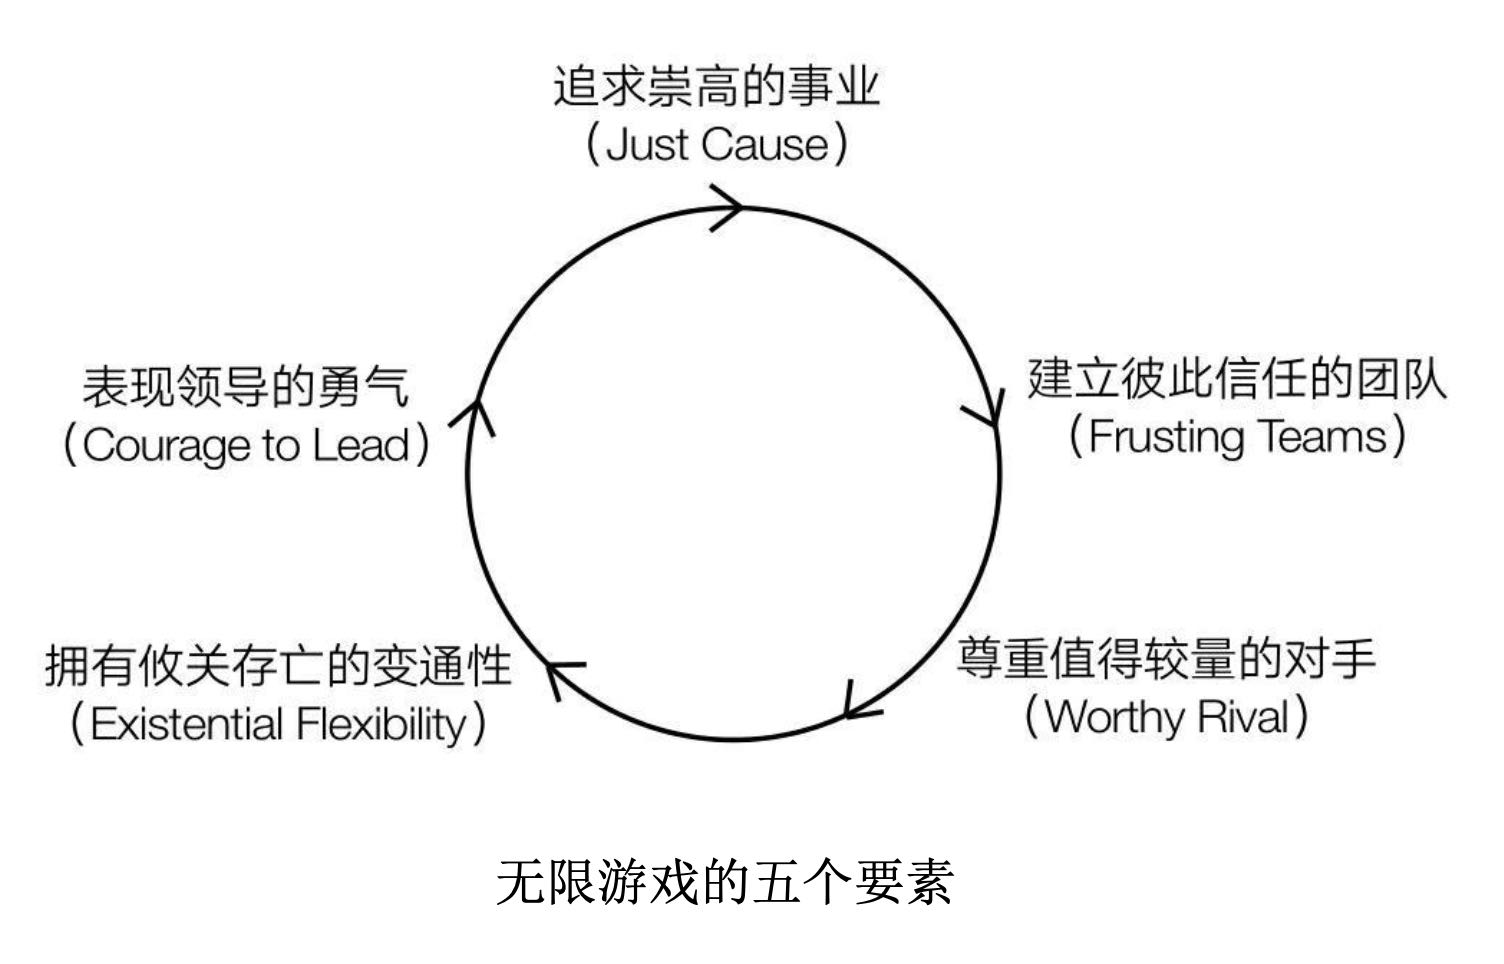 追求崇高的事业
(Just Cause)
建立彼此信任的团队
(Frusting Teams)
尊重值得较量的对手
(Worthy Rival)
拥有攸关存亡的变通性
(Existential Flexibility)
表现领导的勇气
(Courage to Lead)
无限游戏的五个要素